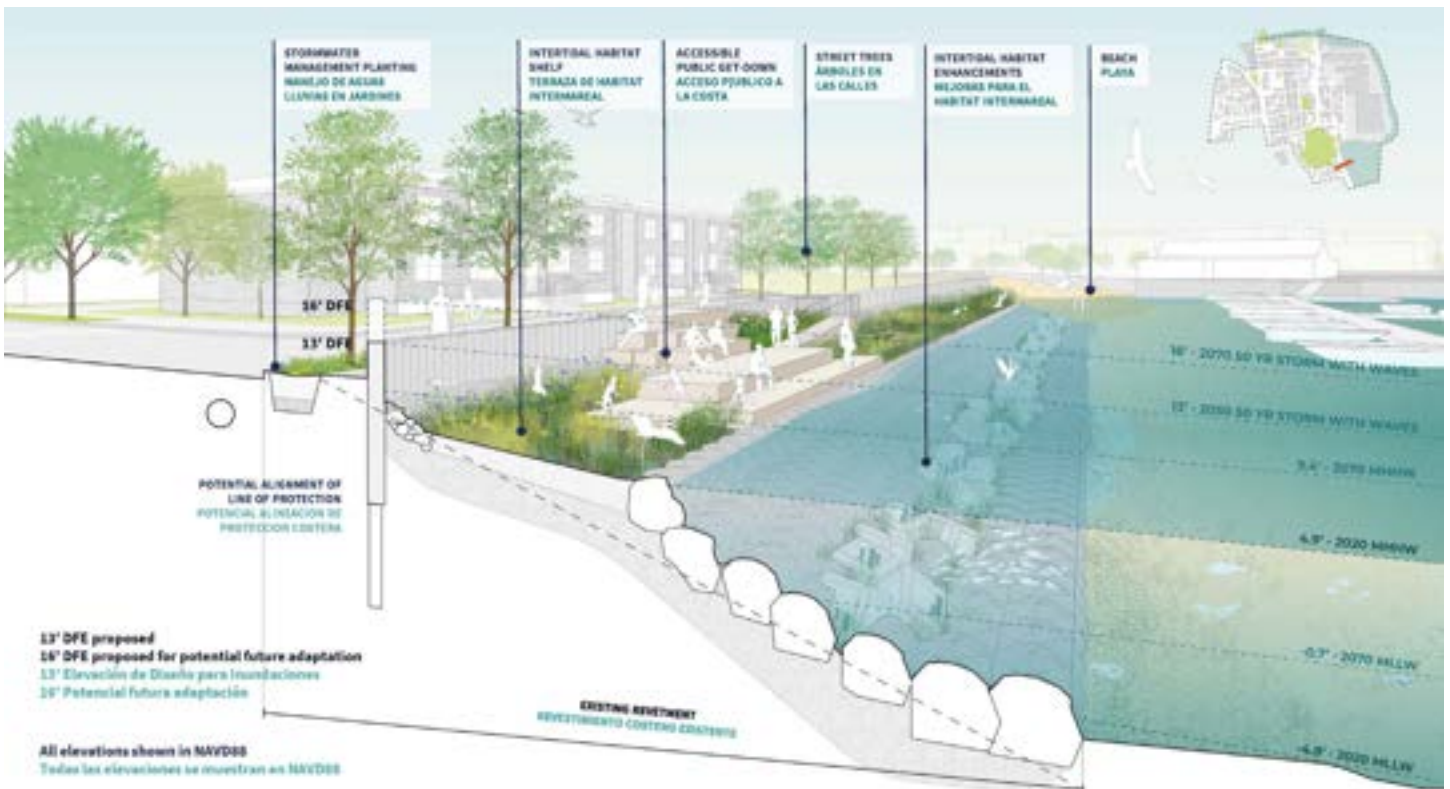 STORMWATER
MANAGEMENT PLANTING
MANEJO DE AGUAS
LLUVIAS EN JARDINES
INTERTIDAL HABITAT
SHELF
TERRAZA DE HABITAT
INTERMAREAL
ACCESSIBLE
PUBLIC GET-DOWN
ACCESO PJUBLICO A
LA COSTA
STREET TREES
ÁRBOLES EN
LAS CALLES
INTERTIDAL HABITAT
ENHANCEMENTS
MEJORAS PARA EL
HABITAT INTERMAREAL
BEACH
PLAYA
16' DFE
13' DFE
16' - 2070 50 YR STORM WITH WAVES
13' - 2050 50 YR STORM WITH WAVES
9.4' - 2070 MHHW
4.9' - 2020 MHHW
-0.7' - 2070 MLLW
-4.9' - 2020 MLLW
POTENTIAL ALIGNMENT OF
LINE OF PROTECTION
POTENCIAL ALINEACION DE
PROTECCION COSTERA
13' DFE proposed
16' DFE proposed for potential future adaptation
13' Elevación de Diseño para Inundaciones
16' Potencial futura adaptación
EXISTING REVETMENT
REVESTIMIENTO COSTERO EXISTENTE
All elevations shown in NAVD88
Todas las elevaciones se muestran en NAVD88